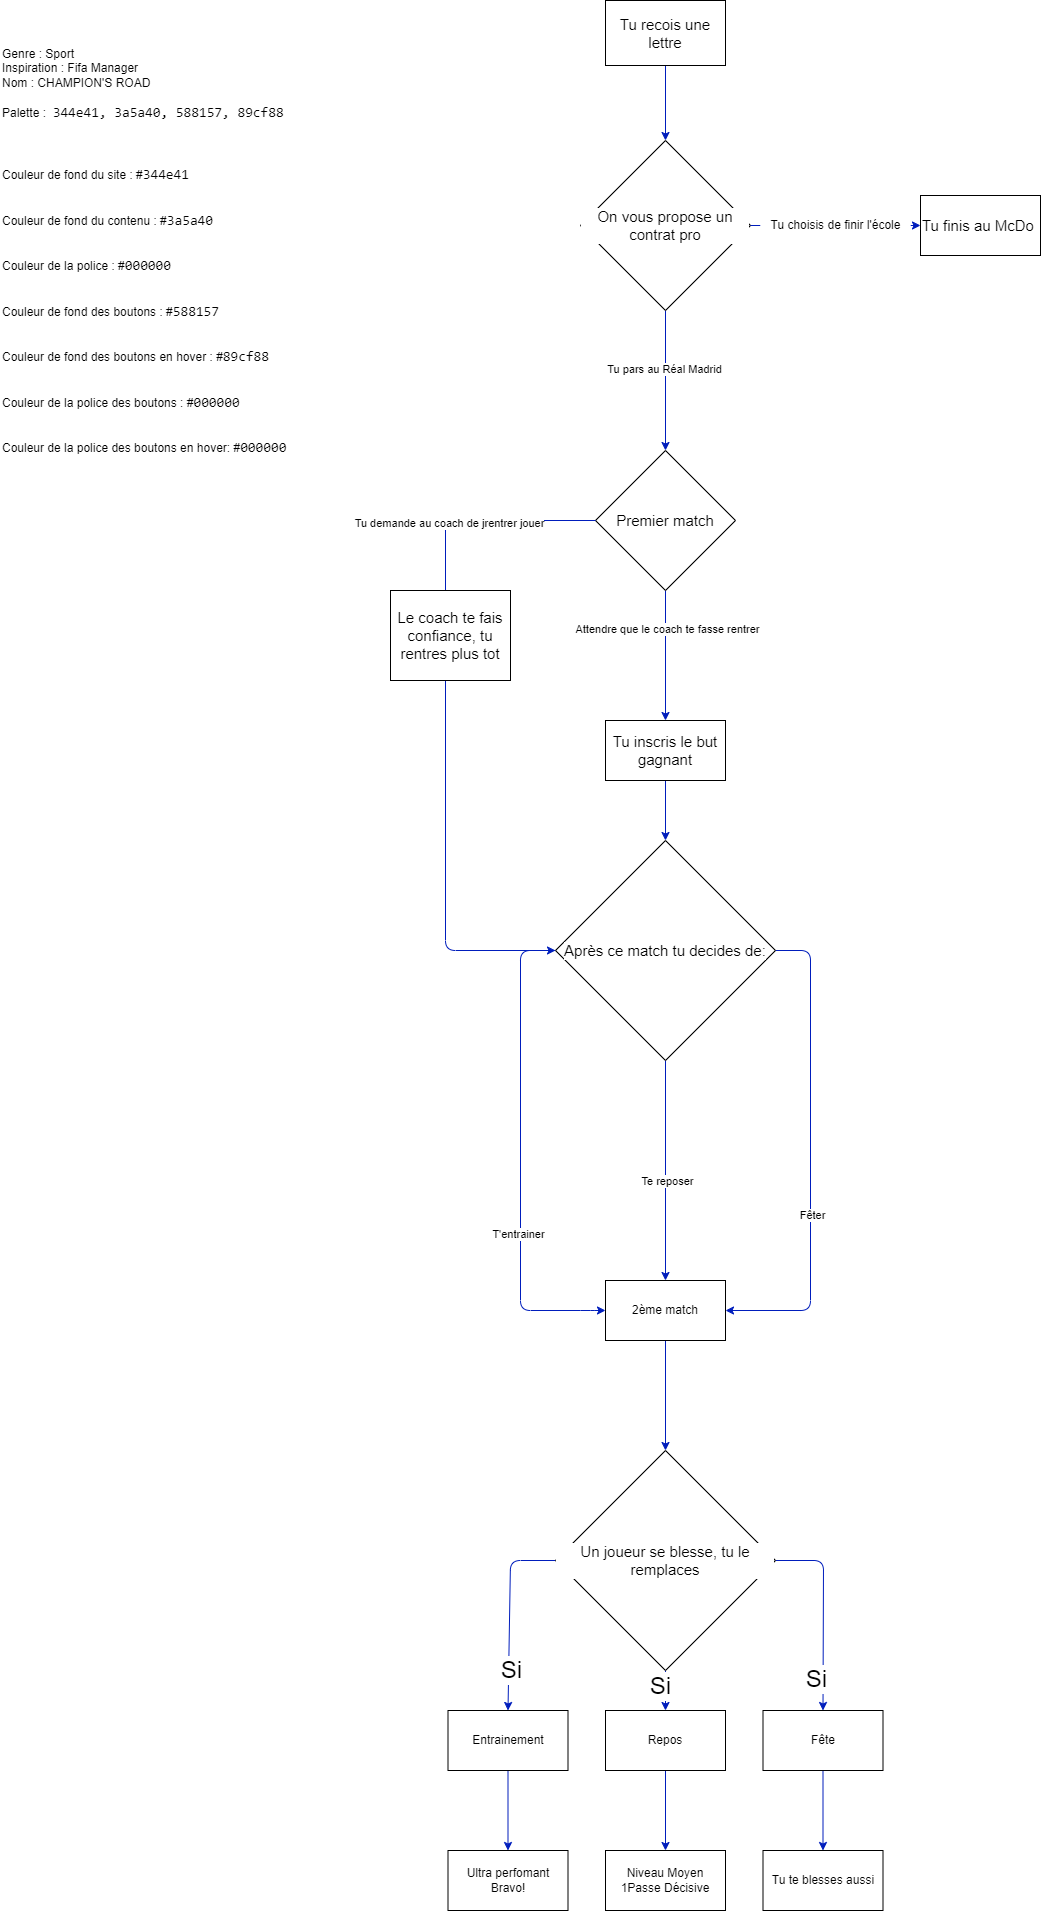 Genre : Sport
Inspiration : Fifa Manager
Nom : CHAMPION'S ROAD
Palette : 344e41, 3a5a40, 588157, 89cf88
Couleur de fond du site : #344e41
Couleur de fond du contenu : #3a5a40
Couleur de la police : #000000
Couleur de fond des boutons : #588157
Couleur de fond des boutons en hover : #89cf88
Couleur de la police des boutons : #000000
Couleur de la police des boutons en hover: #000000
Tu recois une
lettre
On vous propose un
contrat pro
Tu choisis de finir l'école
Tu finis au McDo
Tu pars au Réal Madrid
Premier match
Tu demande au coach de jrentrer jouer
Le coach te fais
confiance, tu
rentres plus tot
Attendre que le coach te fasse rentrer
Tu inscris le but
gagnant
Après ce match tu decides de:
Te reposer
Fêter
T'entrainer
2ème match
Un joueur se blesse, tu le
remplaces
Si
Si
Si
Entrainement
Repos
Fête
Ultra perfomant
Bravo!
Niveau Moyen
1Passe Décisive
Tu te blesses aussi